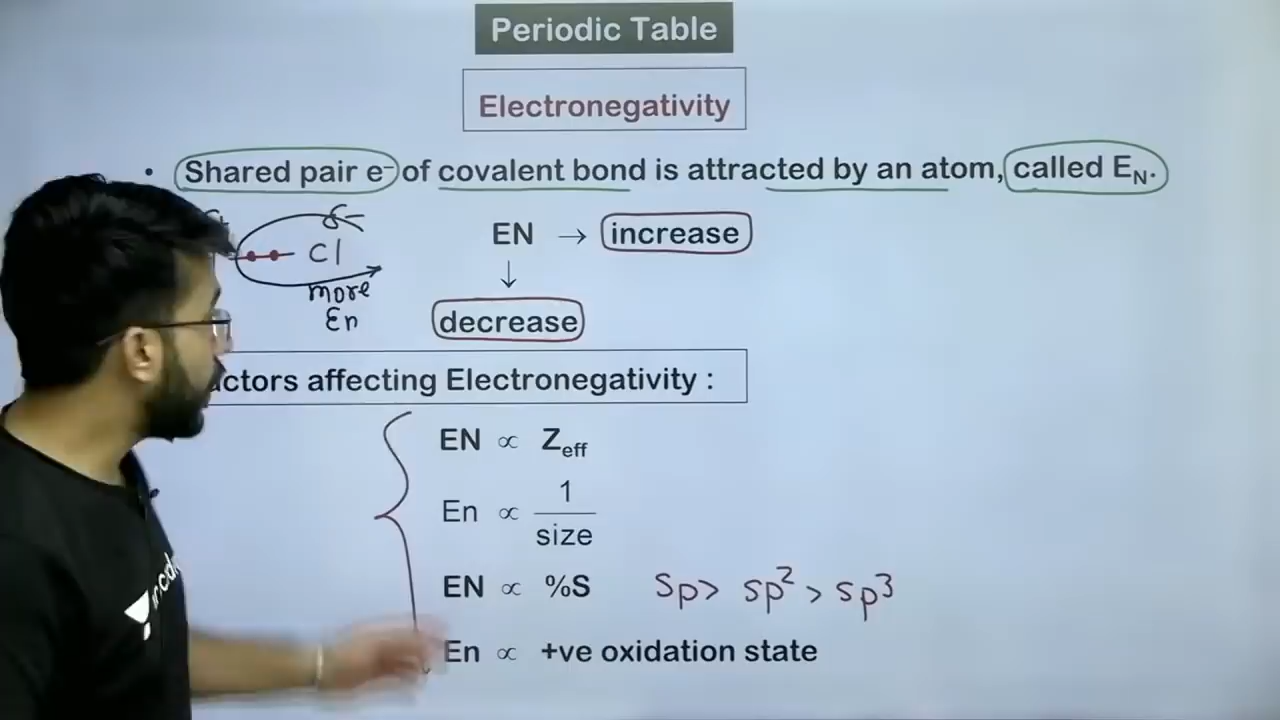 Periodic Table
Electronegativity
• Shared pair e⁻ of covalent bond is attracted by an atom, called E_N.
Cl
more
En
EN → increase
↓
decrease
ctors affecting Electronegativity :
EN ∝ Z_eff
En ∝ 1/size
EN ∝ %S sp > sp² > sp³
En ∝ +ve oxidation state